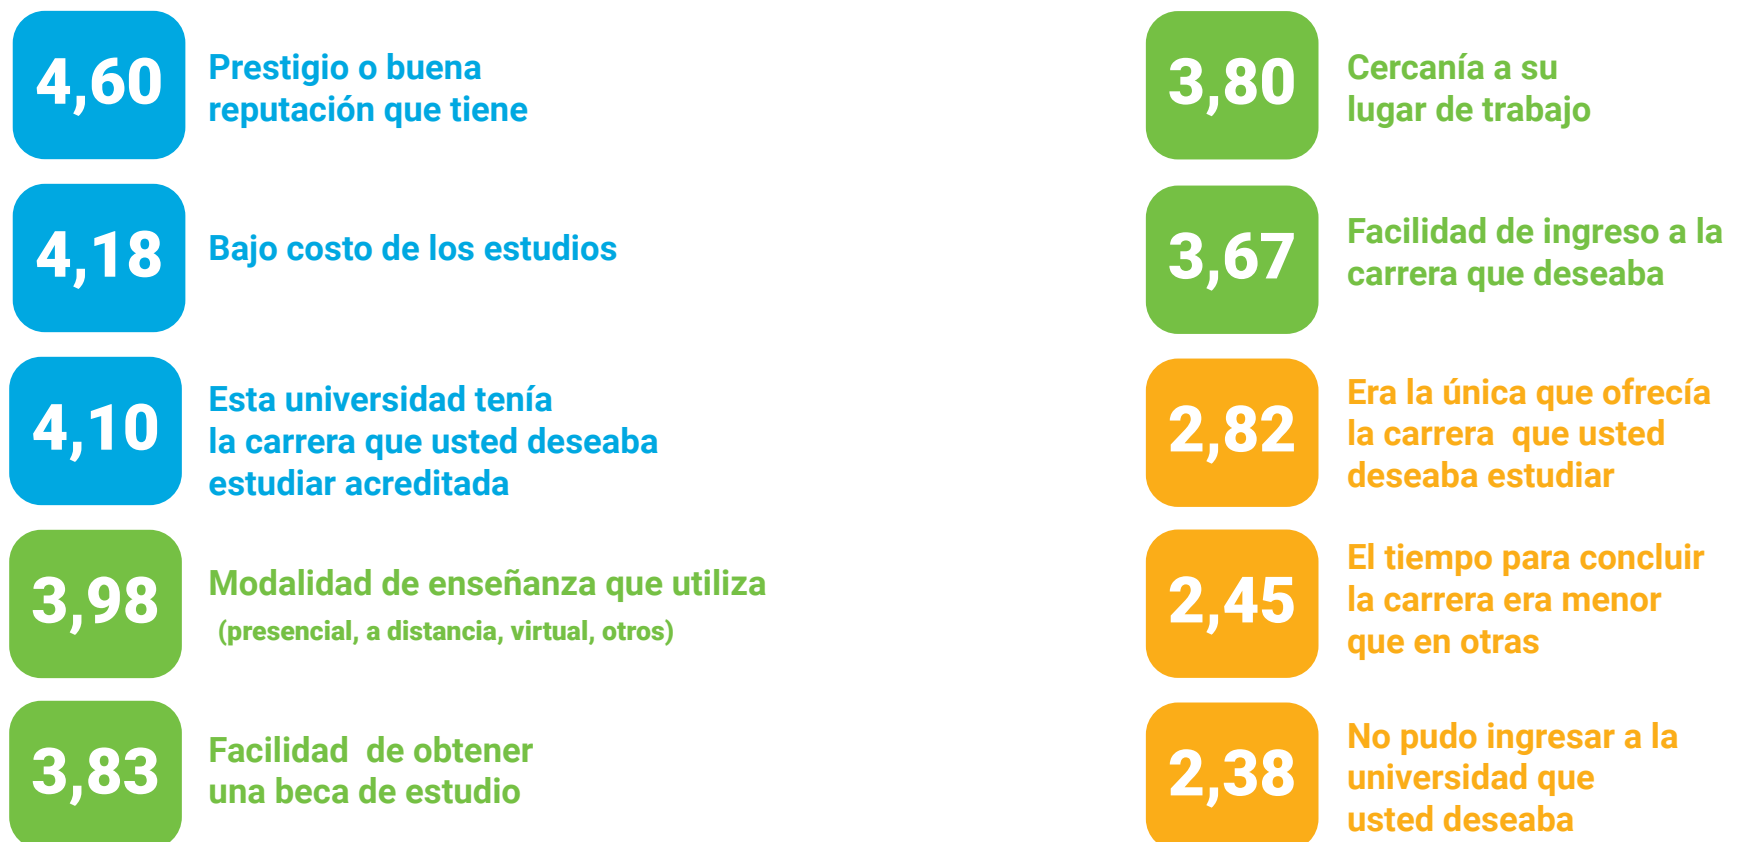 4,60
Prestigio o buena
reputación que tiene
4,18
Bajo costo de los estudios
4,10
Esta universidad tenía
la carrera que usted deseaba
estudiar acreditada
3,98
Modalidad de enseñanza que utiliza
(presencial, a distancia, virtual, otros)
3,83
Facilidad de obtener
una beca de estudio
3,80
Cercanía a su
lugar de trabajo
3,67
Facilidad de ingreso a la
carrera que deseaba
2,82
Era la única que ofrecía
la carrera que usted
deseaba estudiar
2,45
El tiempo para concluir
la carrera era menor
que en otras
2,38
No pudo ingresar a la
universidad que
usted deseaba